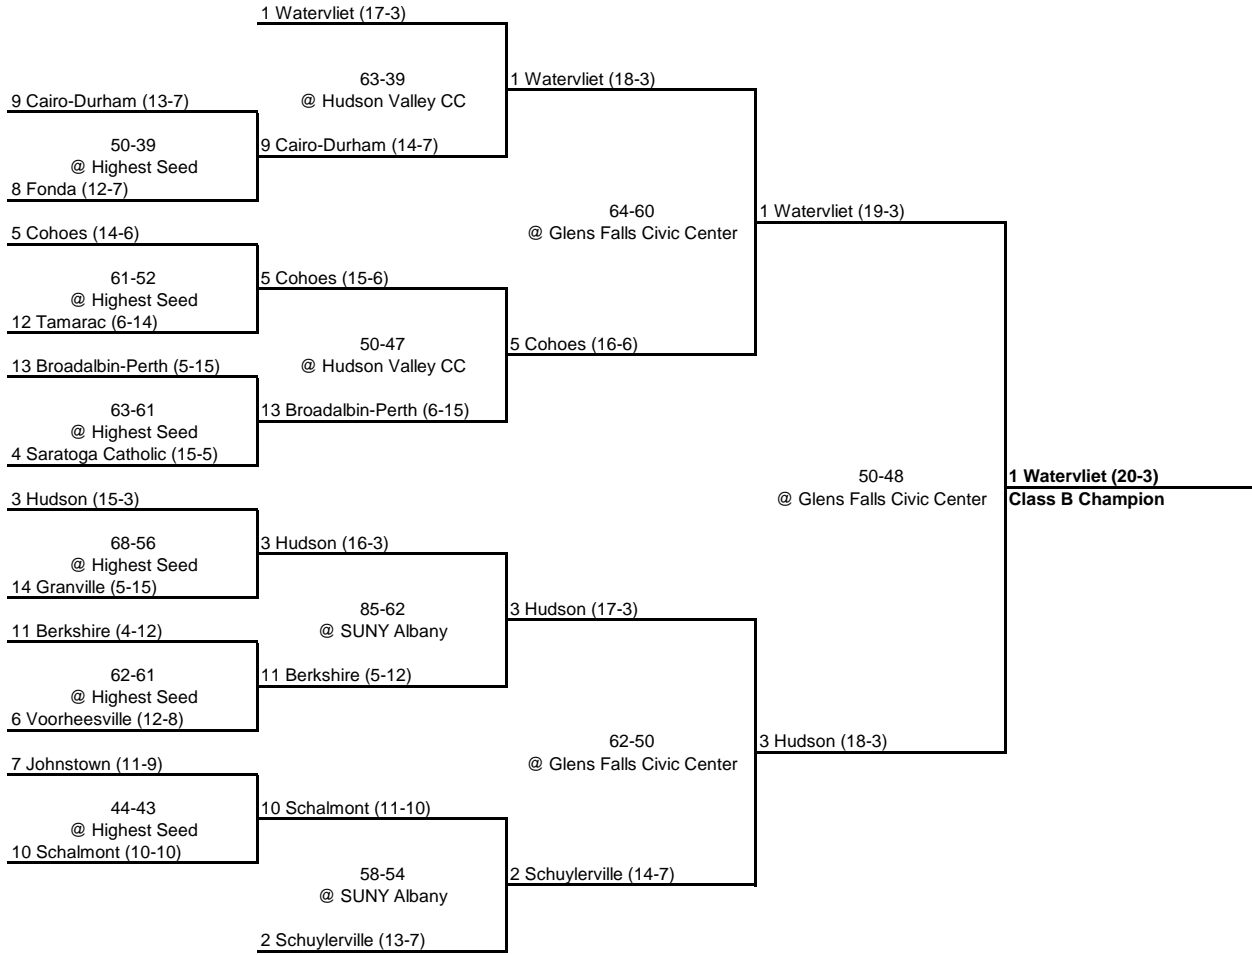 1 Watervliet (17-3)
63-39
@ Hudson Valley CC
1 Watervliet (18-3)
9 Cairo-Durham (13-7)
50-39
@ Highest Seed
9 Cairo-Durham (14-7)
8 Fonda (12-7)
64-60
@ Glens Falls Civic Center
1 Watervliet (19-3)
5 Cohoes (14-6)
61-52
@ Highest Seed
5 Cohoes (15-6)
12 Tamarac (6-14)
50-47
@ Hudson Valley CC
5 Cohoes (16-6)
13 Broadalbin-Perth (5-15)
63-61
@ Highest Seed
13 Broadalbin-Perth (6-15)
4 Saratoga Catholic (15-5)
50-48
@ Glens Falls Civic Center
1 Watervliet (20-3)
Class B Champion
3 Hudson (15-3)
68-56
@ Highest Seed
3 Hudson (16-3)
14 Granville (5-15)
85-62
@ SUNY Albany
3 Hudson (17-3)
11 Berkshire (4-12)
62-61
@ Highest Seed
11 Berkshire (5-12)
6 Voorheesville (12-8)
62-50
@ Glens Falls Civic Center
3 Hudson (18-3)
7 Johnstown (11-9)
44-43
@ Highest Seed
10 Schalmont (11-10)
10 Schalmont (10-10)
58-54
@ SUNY Albany
2 Schuylerville (14-7)
2 Schuylerville (13-7)